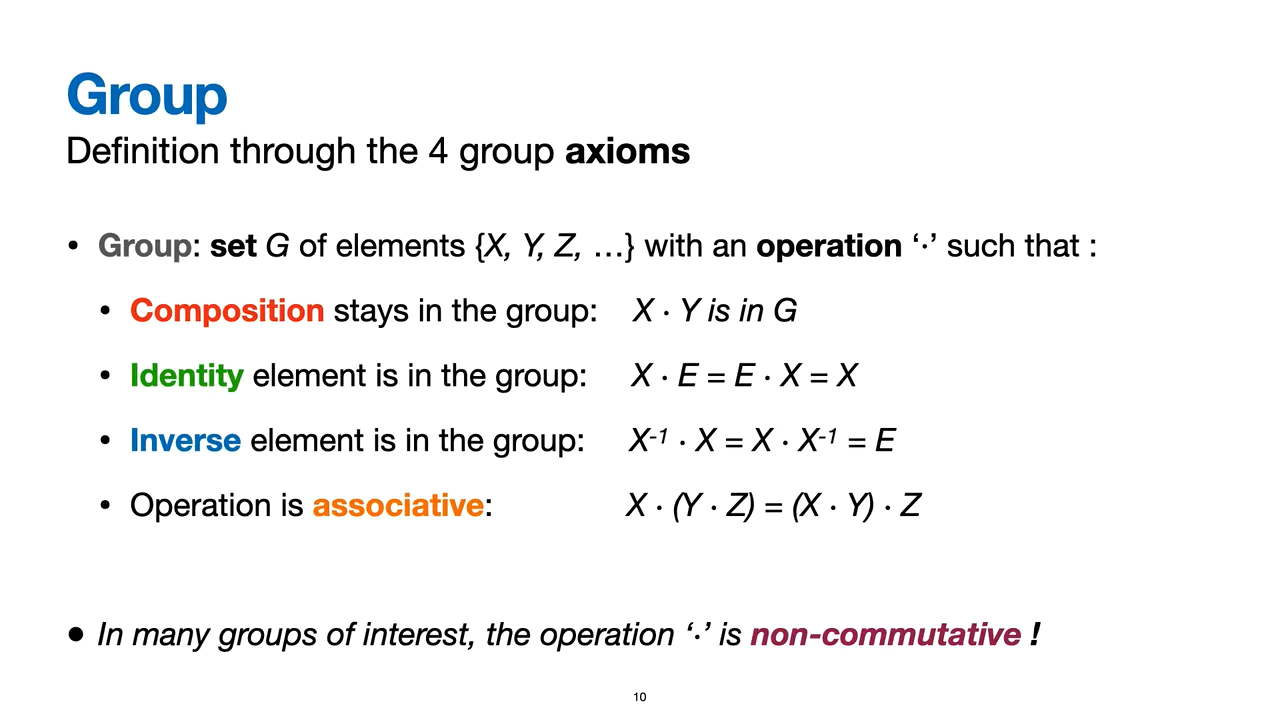 Group
Definition through the 4 group axioms
• Group: set G of elements {X, Y, Z, …} with an operation ‘·’ such that :
• Composition stays in the group: X · Y is in G
• Identity element is in the group: X · E = E · X = X
• Inverse element is in the group: X⁻¹ · X = X · X⁻¹ = E
• Operation is associative: X · (Y · Z) = (X · Y) · Z
• In many groups of interest, the operation ‘·’ is non-commutative !
10